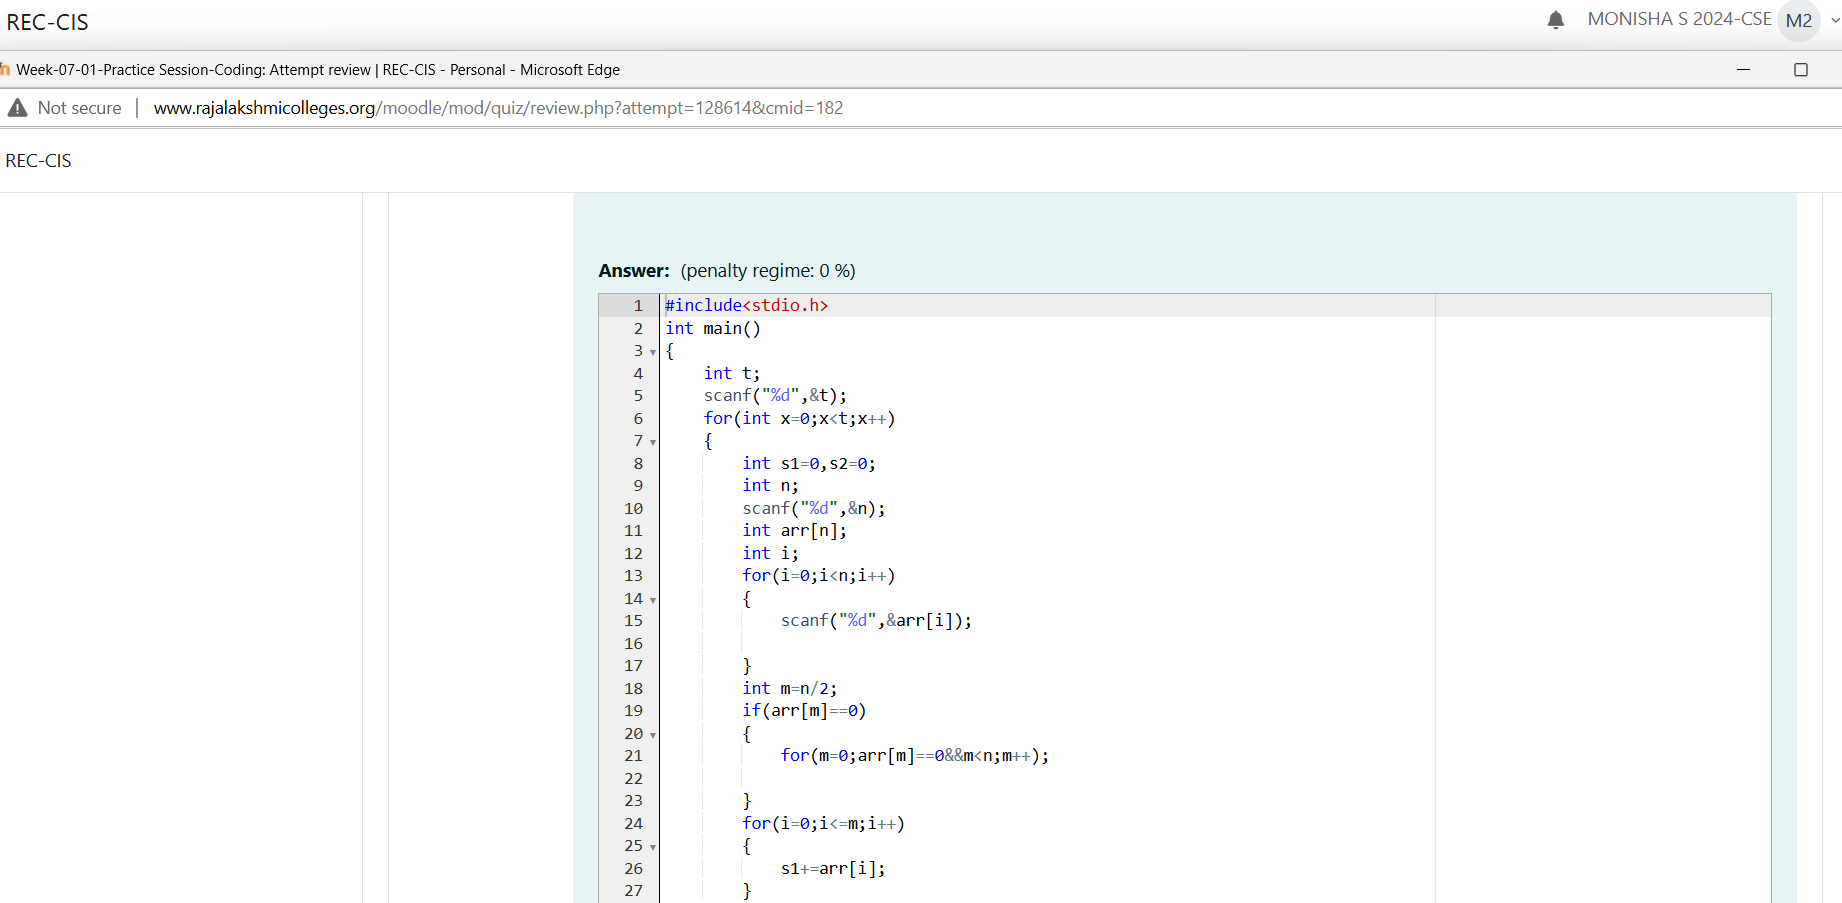 REC-CIS
MONISHA S 2024-CSE M2
Week-07-01-Practice Session-Coding: Attempt review | REC-CIS - Personal - Microsoft Edge
Not secure | www.rajalakshmicolleges.org/moodle/mod/quiz/review.php?attempt=128614&cmid=182
REC-CIS
Answer: (penalty regime: 0 %)
1 #include<stdio.h>
2 int main()
3 {
4     int t;
5     scanf("%d",&t);
6     for(int x=0;x<t;x++)
7     {
8         int s1=0,s2=0;
9         int n;
10         scanf("%d",&n);
11         int arr[n];
12         int i;
13         for(i=0;i<n;i++)
14         {
15             scanf("%d",&arr[i]);
16
17         }
18         int m=n/2;
19         if(arr[m]==0)
20         {
21             for(m=0;arr[m]==0&&m<n;m++);
22
23         }
24         for(i=0;i<=m;i++)
25         {
26             s1+=arr[i];
27         }